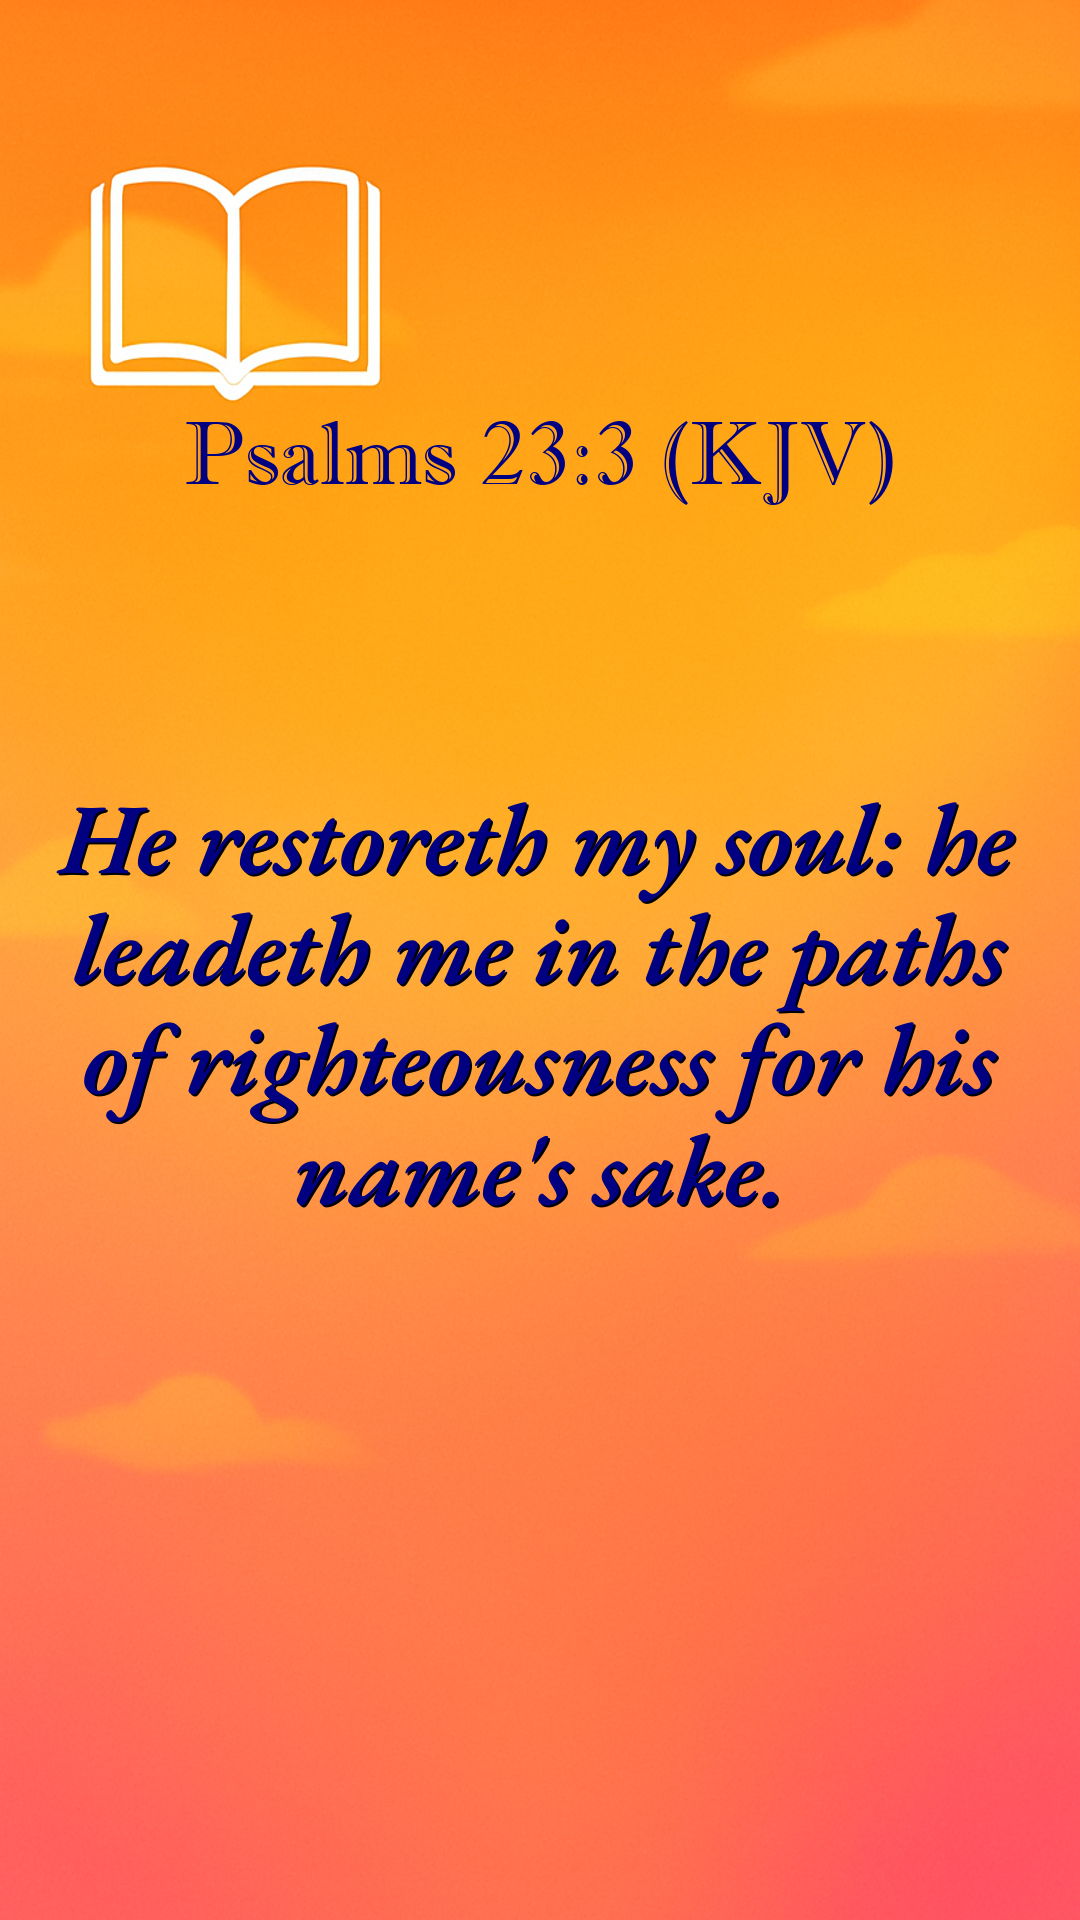 Psalms 23:3 (KJV)
He restoreth my soul: he
leadeth me in the paths
of righteousness for his
name's sake.